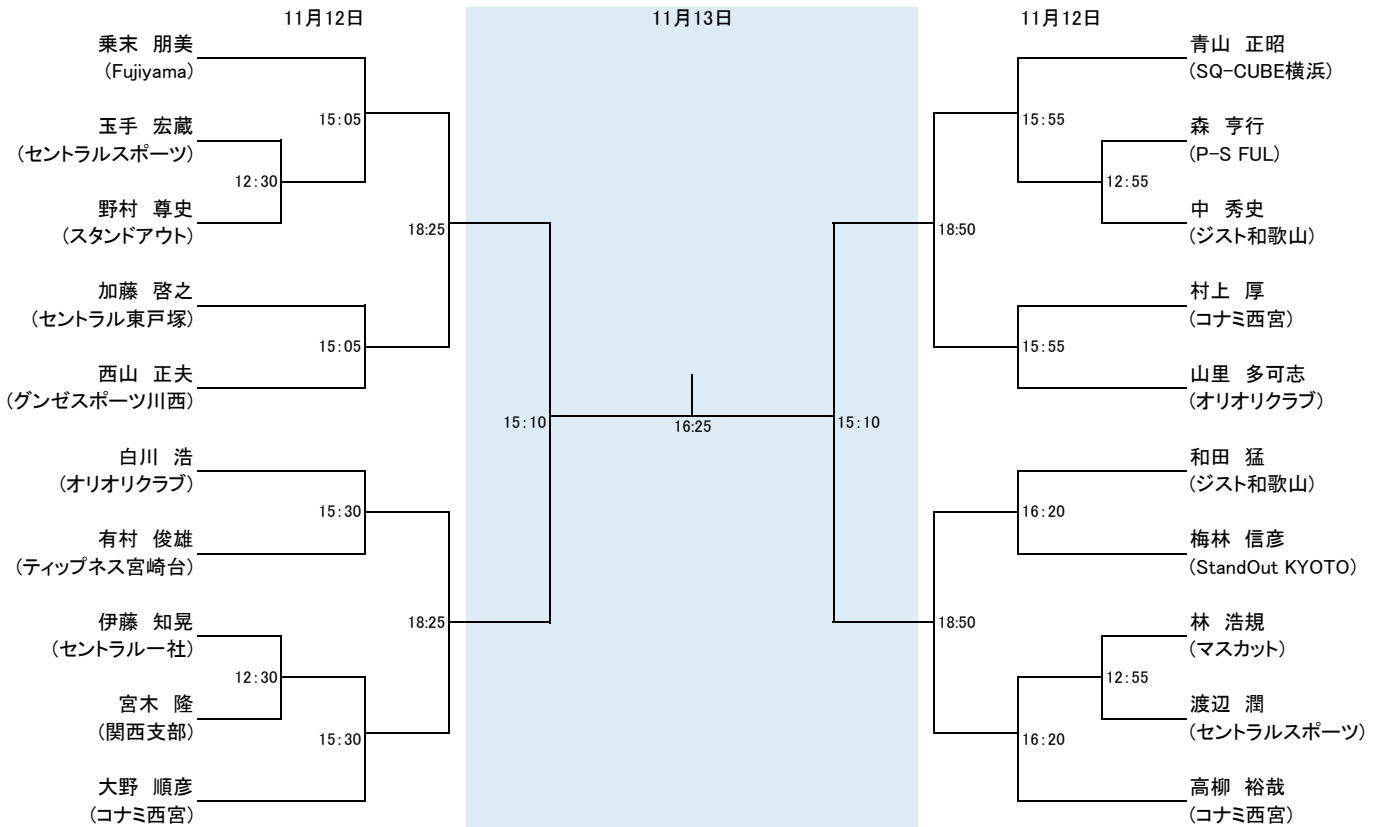 11月12日
11月13日
11月12日
乗末 朋美
(Fujiyama)
玉手 宏蔵
(セントラルスポーツ)
野村 尊史
(スタンドアウト)
加藤 啓之
(セントラル東戸塚)
西山 正夫
(グンゼスポーツ川西)
白川 浩
(オリオリクラブ)
有村 俊雄
(ティップネス宮崎台)
伊藤 知晃
(セントラル一社)
宮木 隆
(関西支部)
大野 順彦
(コナミ西宮)
12:30
12:30
15:05
15:05
15:30
15:30
18:25
18:25
15:10
16:25
15:10
18:50
18:50
15:55
15:55
16:20
16:20
12:55
12:55
青山 正昭
(SQ-CUBE横浜)
森 亨行
(P-S FUL)
中 秀史
(ジスト和歌山)
村上 厚
(コナミ西宮)
山里 多可志
(オリオリクラブ)
和田 猛
(ジスト和歌山)
梅林 信彦
(StandOut KYOTO)
林 浩規
(マスカット)
渡辺 潤
(セントラルスポーツ)
高柳 裕哉
(コナミ西宮)